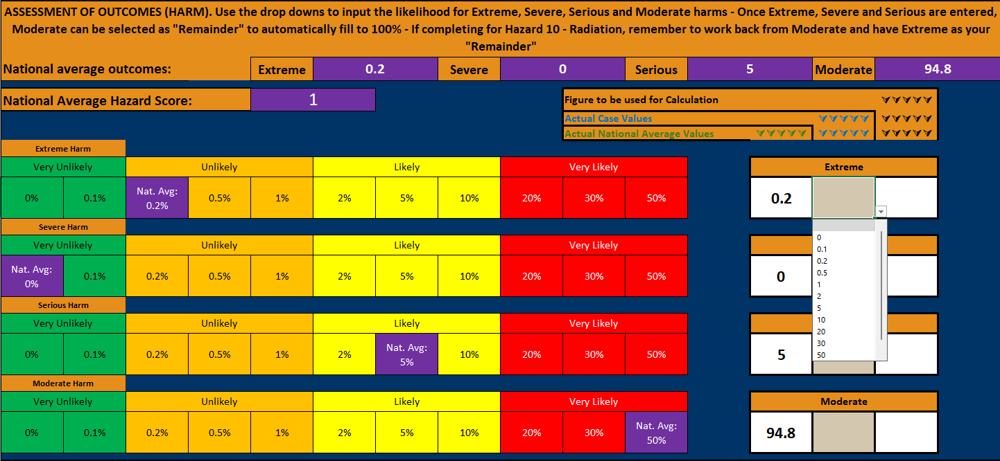 ASSESSMENT OF OUTCOMES (HARM). Use the drop downs to input the likelihood for Extreme, Severe, Serious and Moderate harms - Once Extreme, Severe and Serious are entered,
Moderate can be selected as "Remainder" to automatically fill to 100% - If completing for Hazard 10 - Radiation, remember to work back from Moderate and have Extreme as your
"Remainder"
National average outcomes: Extreme 0.2 Severe 0 Serious 5 Moderate 94.8
National Average Hazard Score: 1
Figure to be used for Calculation
Actual Case Values
Actual National Average Values
Extreme Harm
Very Unlikely Unlikely Likely Very Likely
0% 0.1% Nat. Avg: 0.2% 0.5% 1% 2% 5% 10% 20% 30% 50%
Severe Harm
Very Unlikely Unlikely Likely Very Likely
Nat. Avg: 0% 0.1% 0.2% 0.5% 1% 2% 5% 10% 20% 30% 50%
Serious Harm
Very Unlikely Unlikely Likely Very Likely
0% 0.1% 0.2% 0.5% 1% 2% Nat. Avg: 5% 10% 20% 30% 50%
Moderate Harm
Very Unlikely Unlikely Likely Very Likely
0% 0.1% 0.2% 0.5% 1% 2% 5% 10% 20% 30% Nat. Avg: 50%
Extreme
0.2
0
5
Moderate
94.8
0
0.1
0.2
0.5
1
2
5
10
20
30
50